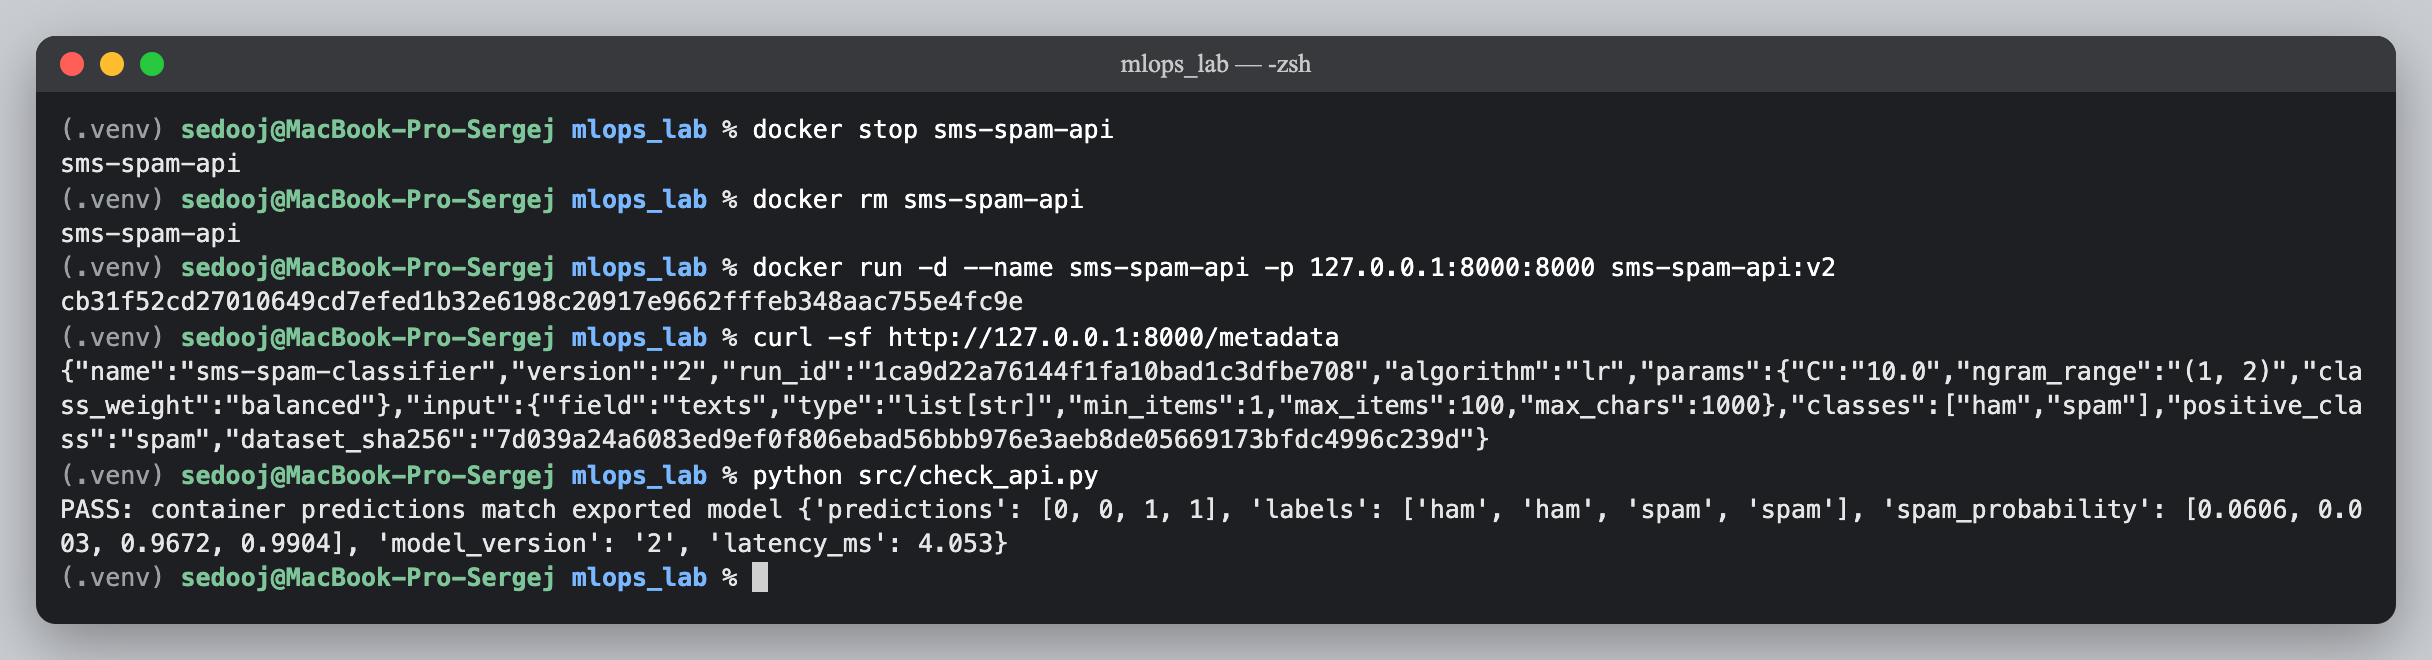 mlops_lab — -zsh
(.venv) sedooj@MacBook-Pro-Sergej mlops_lab % docker stop sms-spam-api
sms-spam-api
(.venv) sedooj@MacBook-Pro-Sergej mlops_lab % docker rm sms-spam-api
sms-spam-api
(.venv) sedooj@MacBook-Pro-Sergej mlops_lab % docker run -d --name sms-spam-api -p 127.0.0.1:8000:8000 sms-spam-api:v2
cb31f52cd27010649cd7efed1b32e6198c20917e9662fffeb348aac755e4fc9e
(.venv) sedooj@MacBook-Pro-Sergej mlops_lab % curl -sf http://127.0.0.1:8000/metadata
{"name":"sms-spam-classifier","version":"2","run_id":"1ca9d22a76144f1fa10bad1c3dfbe708","algorithm":"lr","params":{"C":"10.0","ngram_range":"(1, 2)","cla
ss_weight":"balanced"},"input":{"field":"texts","type":"list[str]","min_items":1,"max_items":100,"max_chars":1000},"classes":["ham","spam"],"positive_cla
ss":"spam","dataset_sha256":"7d039a24a6083ed9ef0f806ebad56bbb976e3aeb8de05669173bfdc4996c239d"}
(.venv) sedooj@MacBook-Pro-Sergej mlops_lab % python src/check_api.py
PASS: container predictions match exported model {'predictions': [0, 0, 1, 1], 'labels': ['ham', 'ham', 'spam', 'spam'], 'spam_probability': [0.0606, 0.0
03, 0.9672, 0.9904], 'model_version': '2', 'latency_ms': 4.053}
(.venv) sedooj@MacBook-Pro-Sergej mlops_lab %